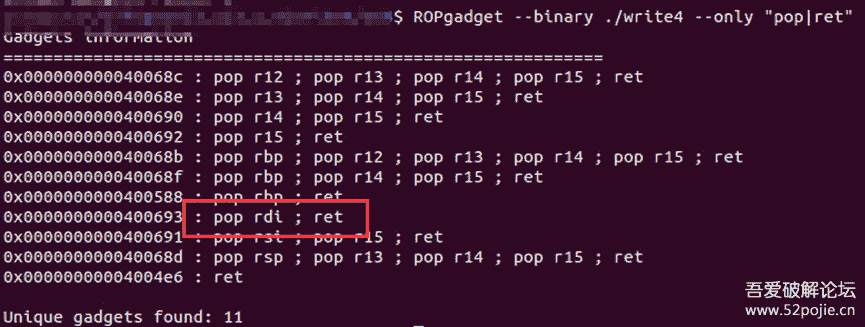 $ ROPgadget --binary ./write4 --only "pop|ret"
Gadgets information
============================================================
0x000000000040068c : pop r12 ; pop r13 ; pop r14 ; pop r15 ; ret
0x000000000040068e : pop r13 ; pop r14 ; pop r15 ; ret
0x0000000000400690 : pop r14 ; pop r15 ; ret
0x0000000000400692 : pop r15 ; ret
0x000000000040068b : pop rbp ; pop r12 ; pop r13 ; pop r14 ; pop r15 ; ret
0x000000000040068f : pop rbp ; pop r14 ; pop r15 ; ret
0x0000000000400588 : pop rbp ; ret
0x0000000000400693 : pop rdi ; ret
0x0000000000400691 : pop rsi ; pop r15 ; ret
0x000000000040068d : pop rsp ; pop r13 ; pop r14 ; pop r15 ; ret
0x00000000004004e6 : ret
Unique gadgets found: 11
吾爱破解论坛
www.52pojie.cn